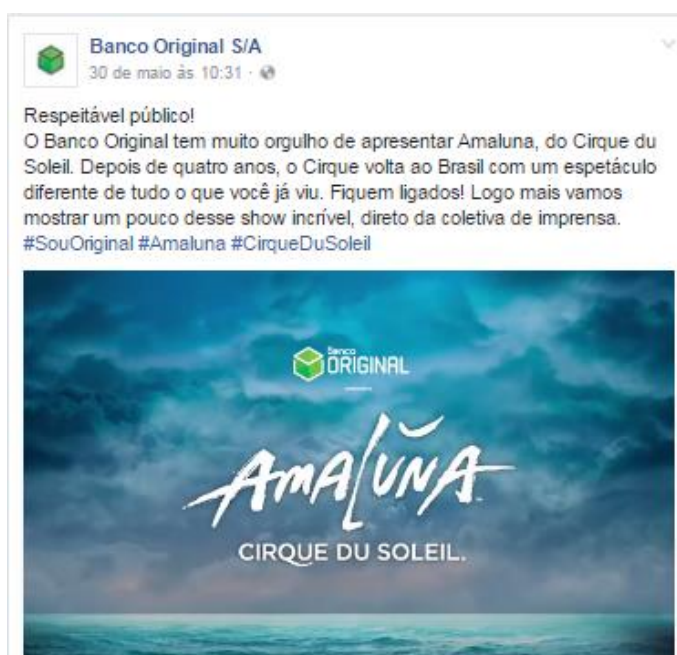 Banco Original S/A
30 de maio às 10:31 ·
Respeitável público!
O Banco Original tem muito orgulho de apresentar Amaluna, do Cirque du
Soleil. Depois de quatro anos, o Cirque volta ao Brasil com um espetáculo
diferente de tudo o que você já viu. Fiquem ligados! Logo mais vamos
mostrar um pouco desse show incrível, direto da coletiva de imprensa.
#SouOriginal #Amaluna #CirqueDuSoleil
Banco
ORIGINAL
AMALUNA
CIRQUE DU SOLEIL.